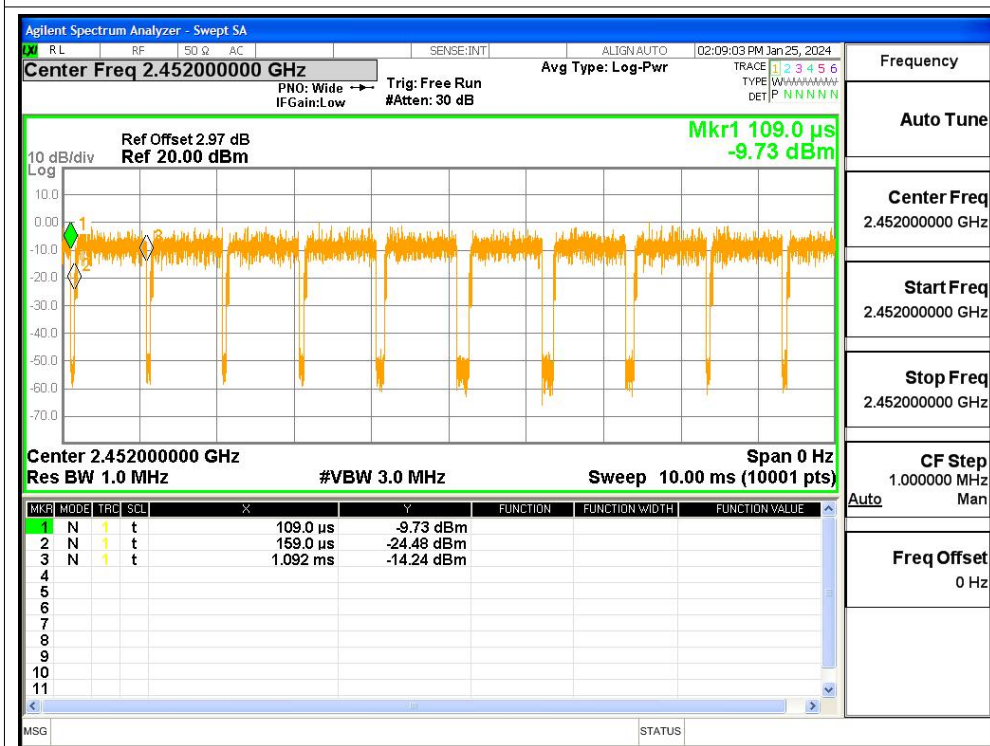 Agilent Spectrum Analyzer - Swept SA
LXI RL RF 50 Ω AC SENSE:INT ALIGN AUTO 02:09:03 PM Jan 25, 2024
Center Freq 2.452000000 GHz
PNO: Wide
IFGain:Low
Trig: Free Run
#Atten: 30 dB
Avg Type: Log-Pwr
TRACE 1 2 3 4 5 6
TYPE W
DET P N N N N N
Ref Offset 2.97 dB
10 dB/div Ref 20.00 dBm
Log
Mkr1 109.0 µs
-9.73 dBm
10.0
0.00
-10.0
-20.0
-30.0
-40.0
-50.0
-60.0
-70.0
1
2
3
Center 2.452000000 GHz Span 0 Hz
Res BW 1.0 MHz #VBW 3.0 MHz Sweep 10.00 ms (10001 pts)
MKR MODE TRC SCL X Y FUNCTION FUNCTION WIDTH FUNCTION VALUE
1 N 1 t 109.0 µs -9.73 dBm
2 N 1 t 159.0 µs -24.48 dBm
3 N 1 t 1.092 ms -14.24 dBm
4
5
6
7
8
9
10
11
MSG STATUS
Frequency
Auto Tune
Center Freq
2.452000000 GHz
Start Freq
2.452000000 GHz
Stop Freq
2.452000000 GHz
CF Step
1.000000 MHz
Auto Man
Freq Offset
0 Hz